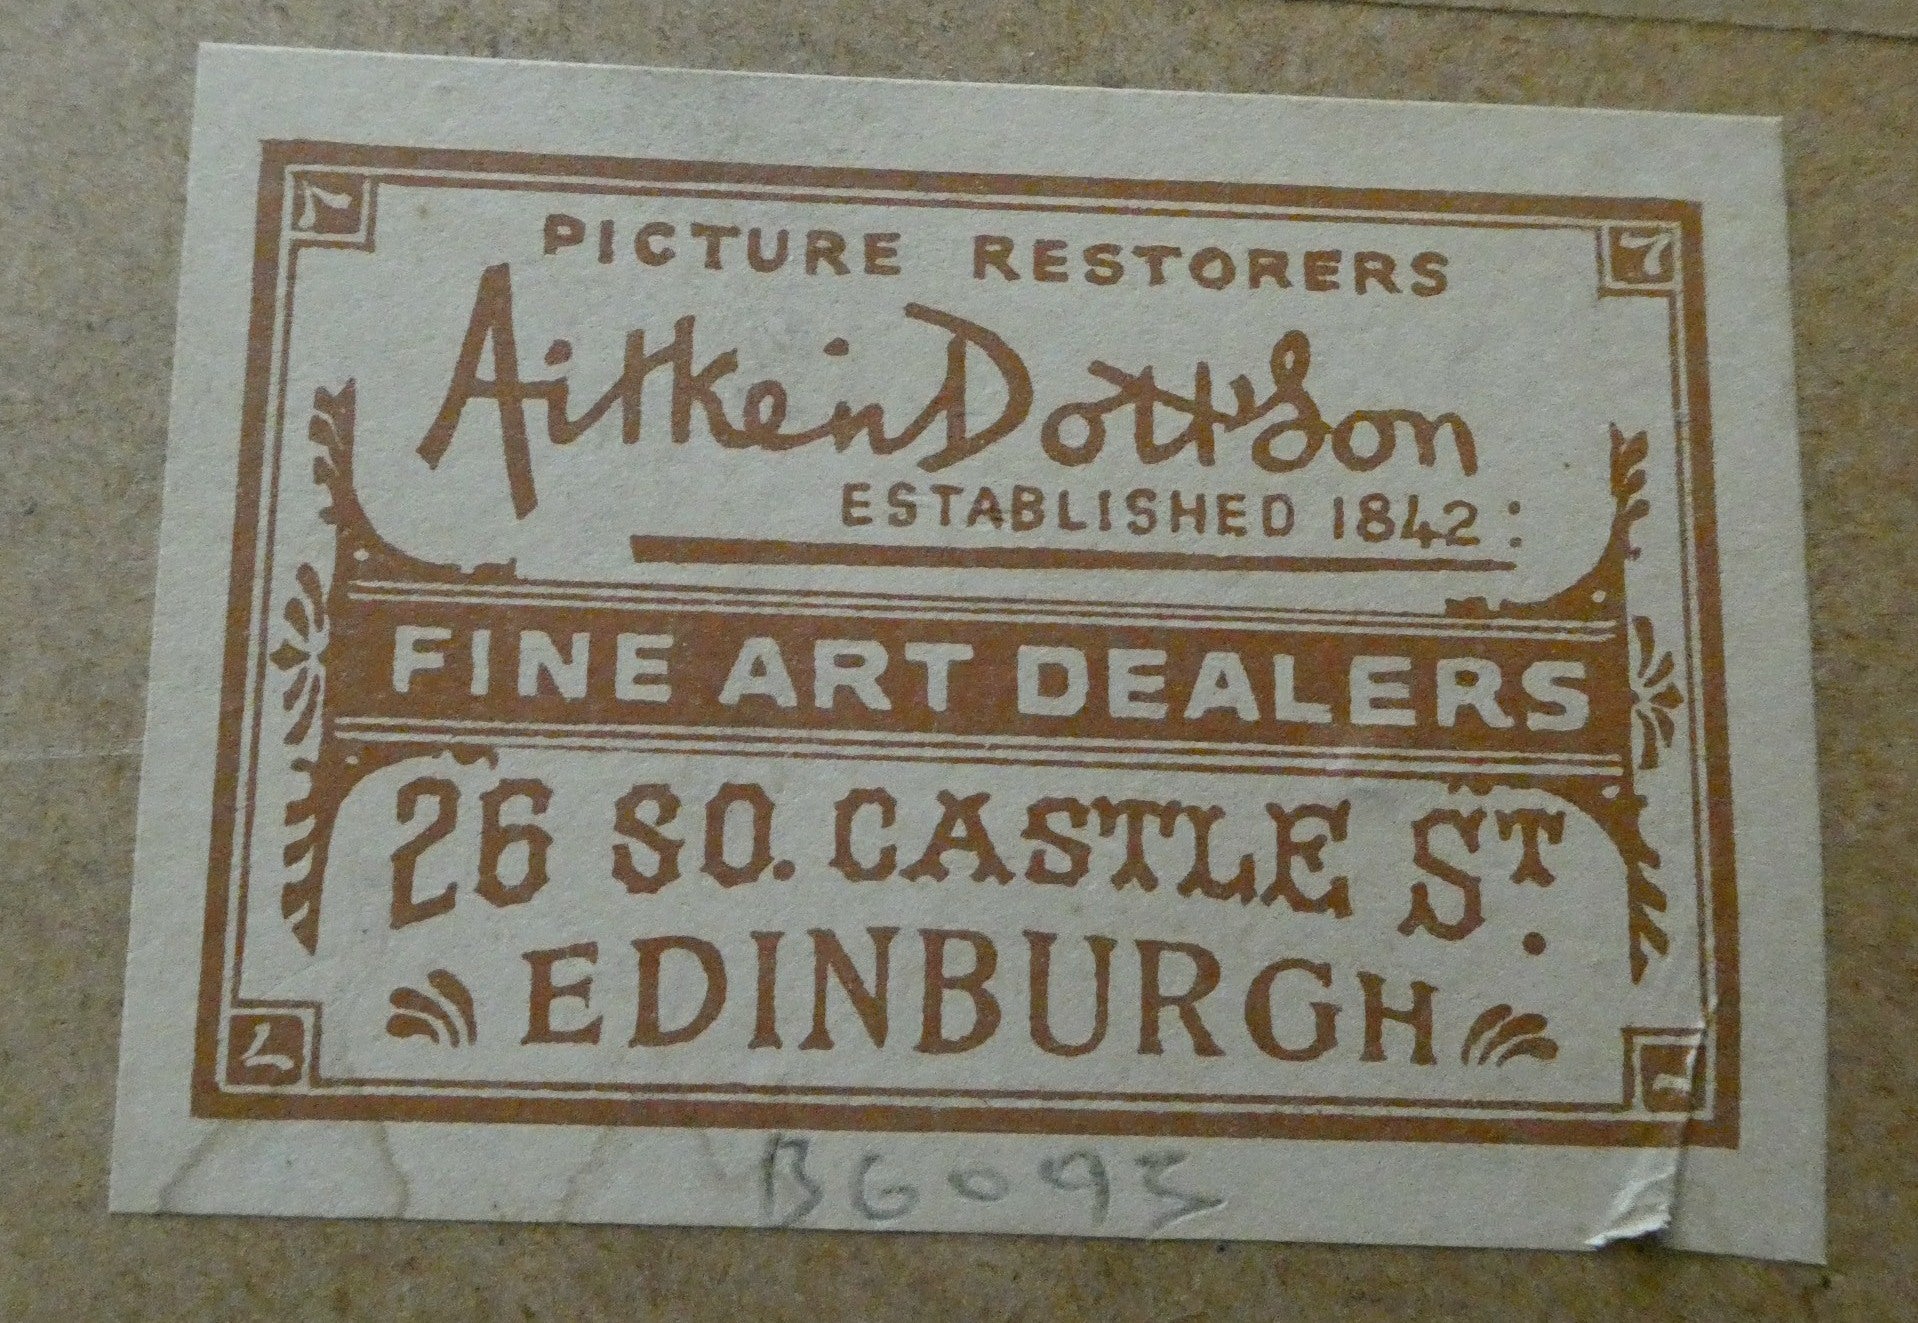 PICTURE RESTORERS
Aitken Dott & Son
ESTABLISHED 1842:
FINE ART DEALERS
26 SO. CASTLE ST.
EDINBURGH
B6093